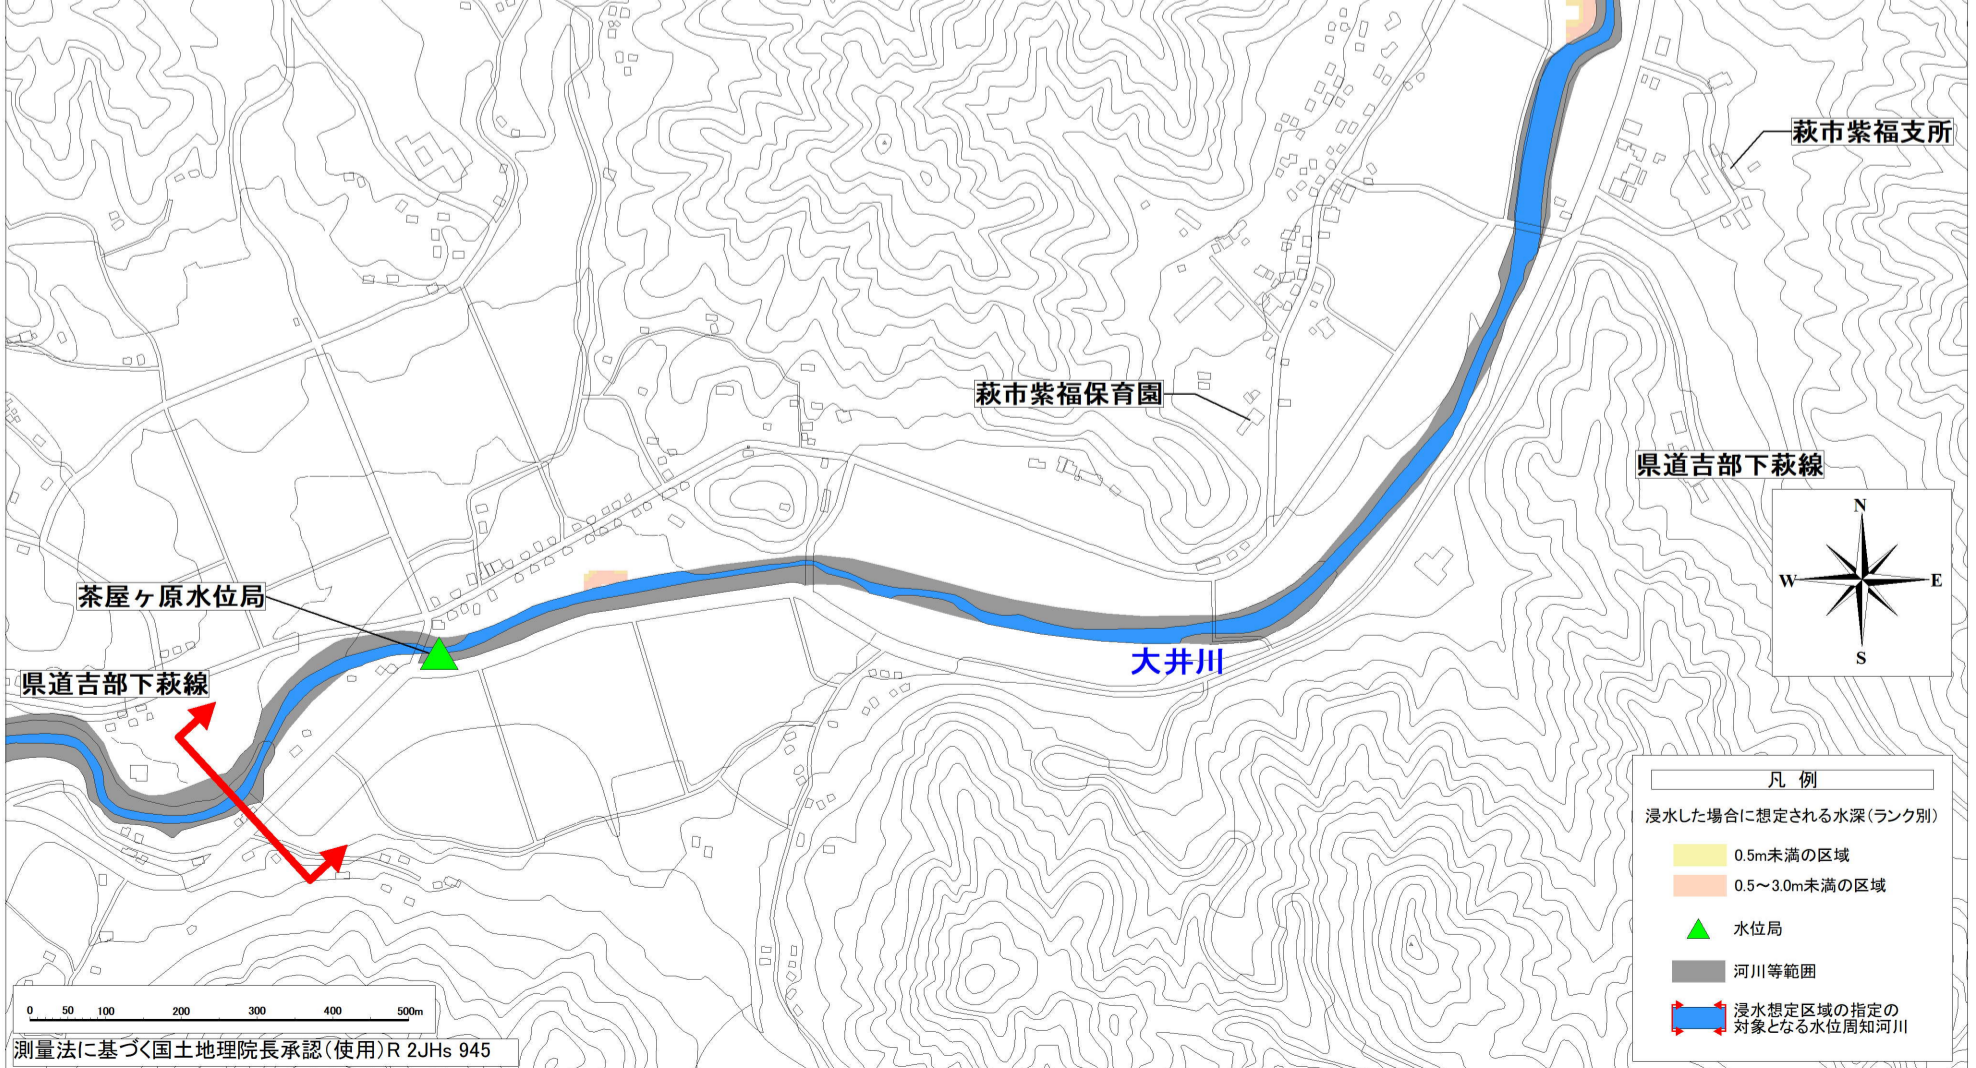 萩市紫福支所
萩市紫福保育園
県道吉部下萩線
N
W
E
S
茶屋ヶ原水位局
大井川
県道吉部下萩線
凡 例
浸水した場合に想定される水深(ランク別)
0.5m未満の区域
0.5～3.0m未満の区域
水位局
河川等範囲
浸水想定区域の指定の
対象となる水位周知河川
0 50 100 200 300 400 500m
測量法に基づく国土地理院長承認(使用)R 2JHs 945